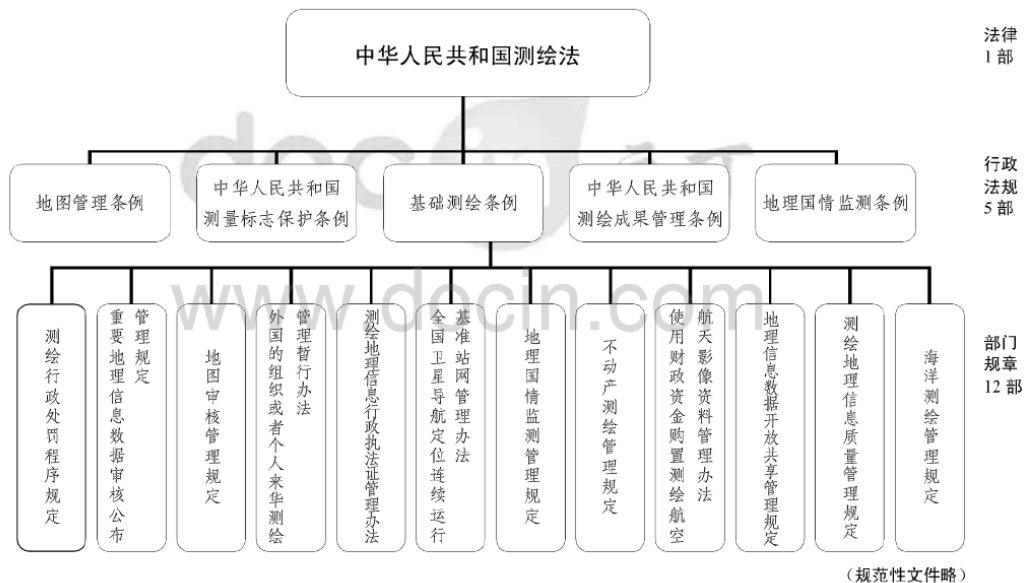 中华人民共和国测绘法
法律
1 部
地图管理条例
中华人民共和国
测量标志保护条例
基础测绘条例
中华人民共和国
测绘成果管理条例
地理国情监测条例
行政
法规
5 部
测绘行政处罚程序规定
重要地理信息数据审核公布
管理规定
地图审核管理规定
外国的组织或者个人来华测绘
管理暂行办法
测绘地理信息行政执法证管理办法
全国卫星导航定位连续运行
基准站网管理办法
地理国情监测管理规定
不动产测绘管理规定
使用财政资金购置测绘航空
航天影像资料管理办法
地理信息数据开放共享管理规定
测绘地理信息质量管理规定
海洋测绘管理规定
部门
规章
12 部
(规范性文件略)
www.docin.com